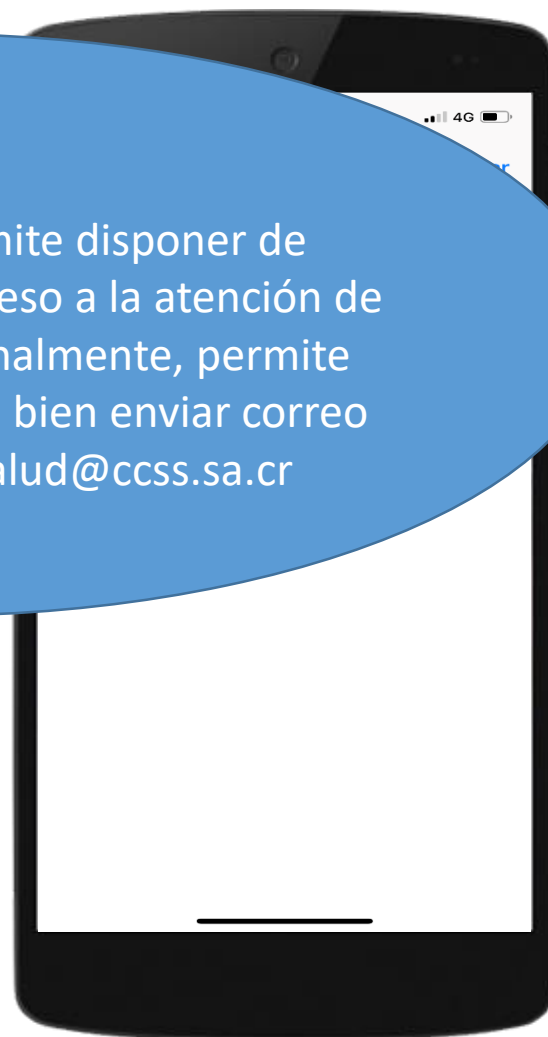 4G
mite disponer de
eso a la atención de
nalmente, permite
bien enviar correo
alud@ccss.sa.cr